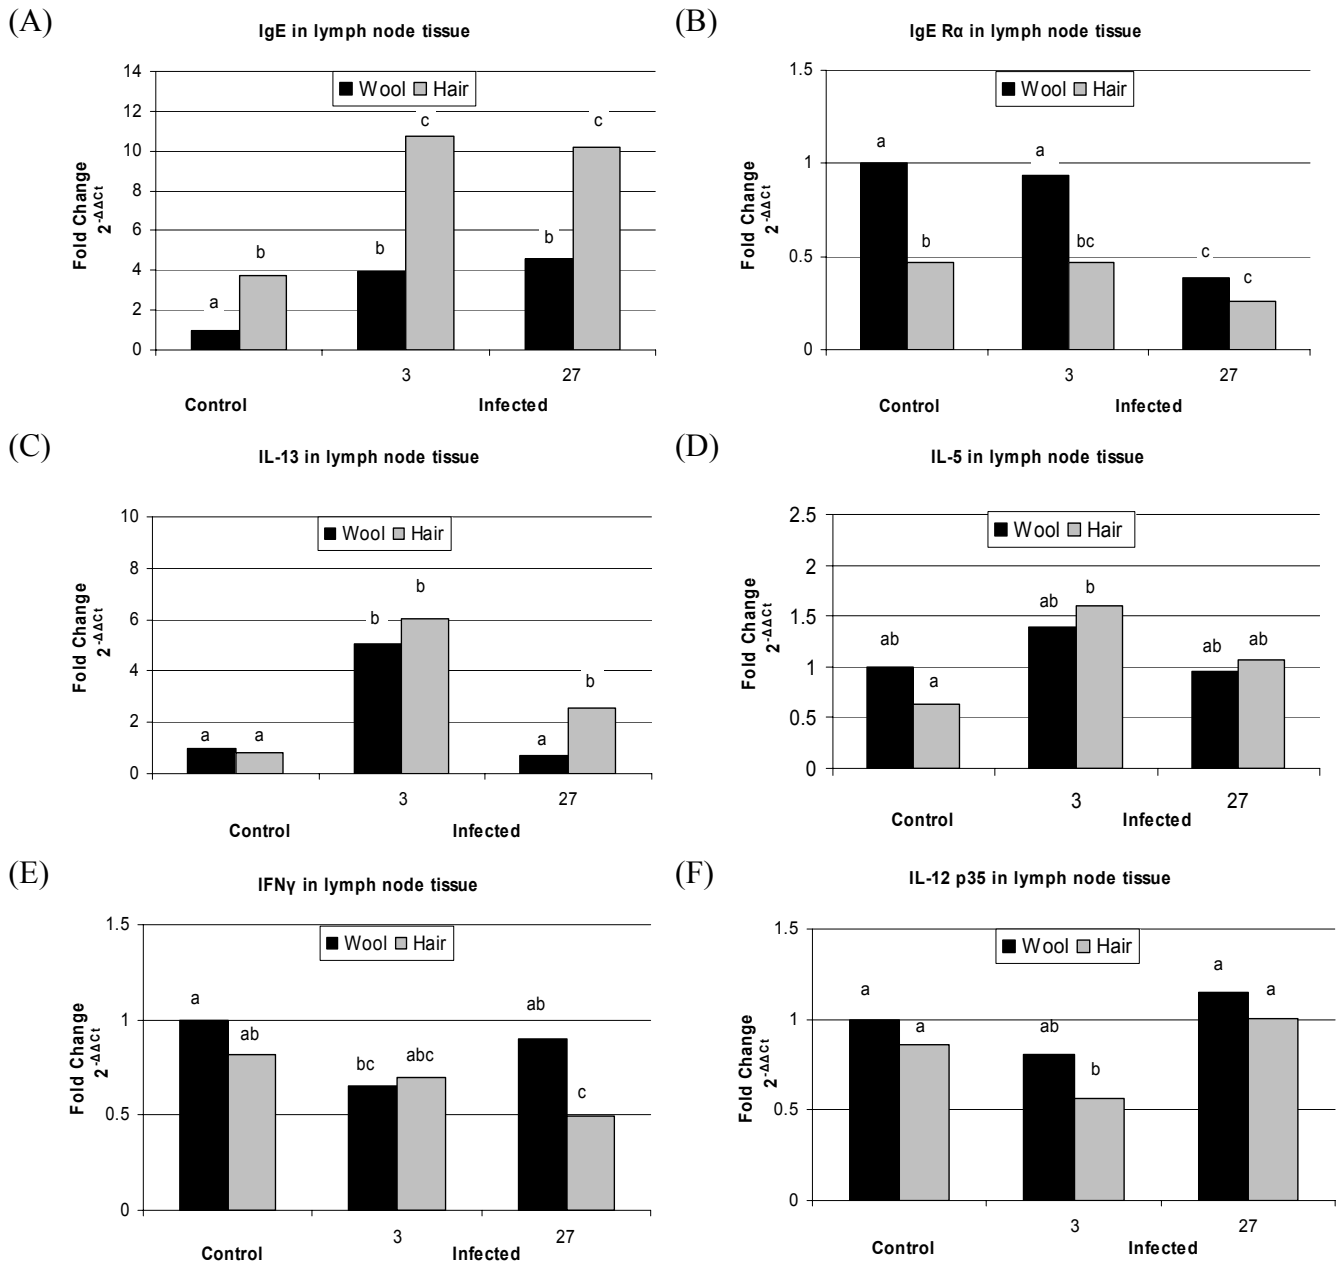 (A)
IgE in lymph node tissue
Wool Hair
Fold Change
2^-ΔΔCt
14
12
10
8
6
4
2
0
a
b
b
c
b
c
3
27
Control
Infected
(B)
IgE Rα in lymph node tissue
Wool Hair
Fold Change
2^-ΔΔCt
1.5
1
0.5
0
a
b
a
bc
c
c
3
27
Control
Infected
(C)
IL-13 in lymph node tissue
Wool Hair
Fold Change
2^-ΔΔCt
10
8
6
4
2
0
a
a
b
b
a
b
3
27
Control
Infected
(D)
IL-5 in lymph node tissue
Wool Hair
Fold Change
2^-ΔΔCt
2.5
2
1.5
1
0.5
0
ab
a
ab
b
ab
ab
3
27
Control
Infected
(E)
IFNγ in lymph node tissue
Wool Hair
Fold Change
2^-ΔΔCt
1.5
1
0.5
0
a
ab
bc
abc
ab
c
3
27
Control
Infected
(F)
IL-12 p35 in lymph node tissue
Wool Hair
Fold Change
2^-ΔΔCt
1.5
1
0.5
0
a
a
ab
b
a
a
3
27
Control
Infected